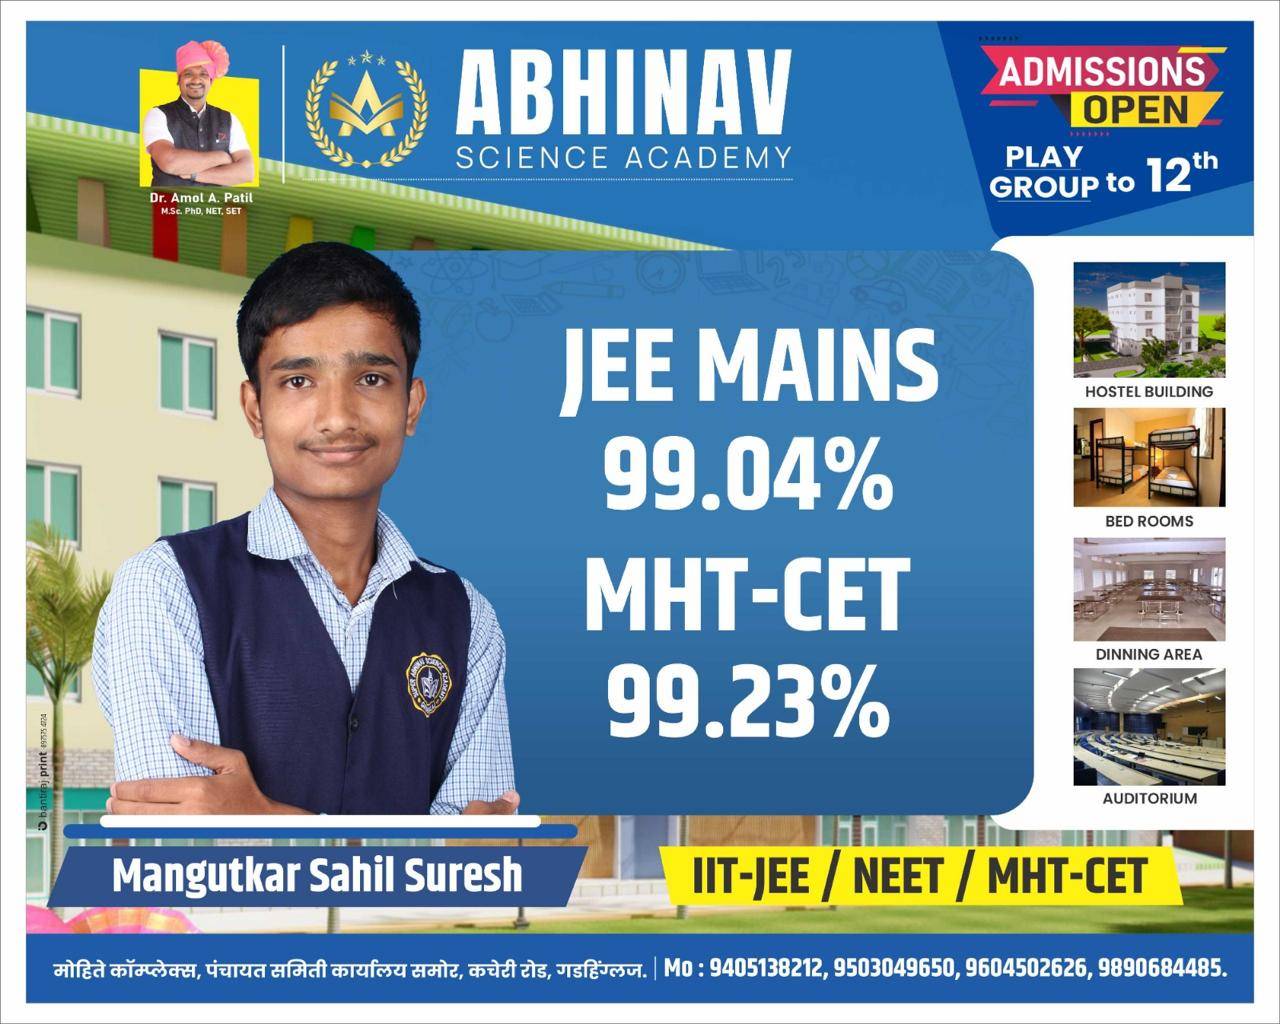 Dr. Amol A. Patil
M.Sc. PhD, NET, SET
ABHINAV
SCIENCE ACADEMY
ADMISSIONS
OPEN
PLAY
GROUP to 12th
JEE MAINS
99.04%
MHT-CET
99.23%
HOSTEL BUILDING
BED ROOMS
DINNING AREA
AUDITORIUM
Mangutkar Sahil Suresh
IIT-JEE / NEET / MHT-CET
मोहिते कॉम्प्लेक्स, पंचायत समिती कार्यालय समोर, कचेरी रोड, गडहिंग्लज. | Mo : 9405138212, 9503049650, 9604502626, 9890684485.